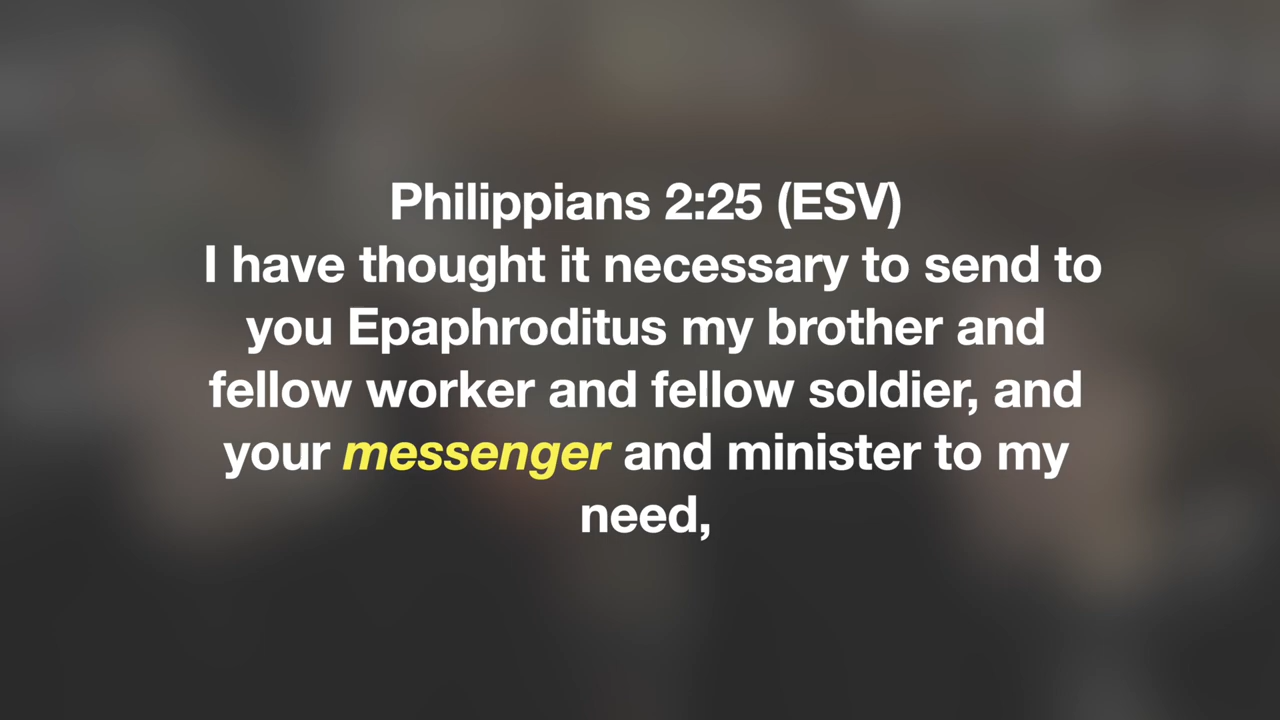 Philippians 2:25 (ESV)
I have thought it necessary to send to
you Epaphroditus my brother and
fellow worker and fellow soldier, and
your messenger and minister to my
need,